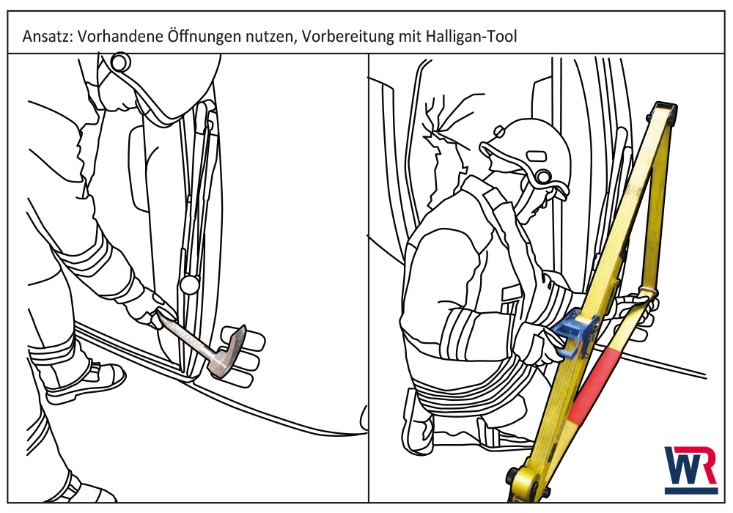 Ansatz: Vorhandene Öffnungen nutzen, Vorbereitung mit Halligan-Tool
WR